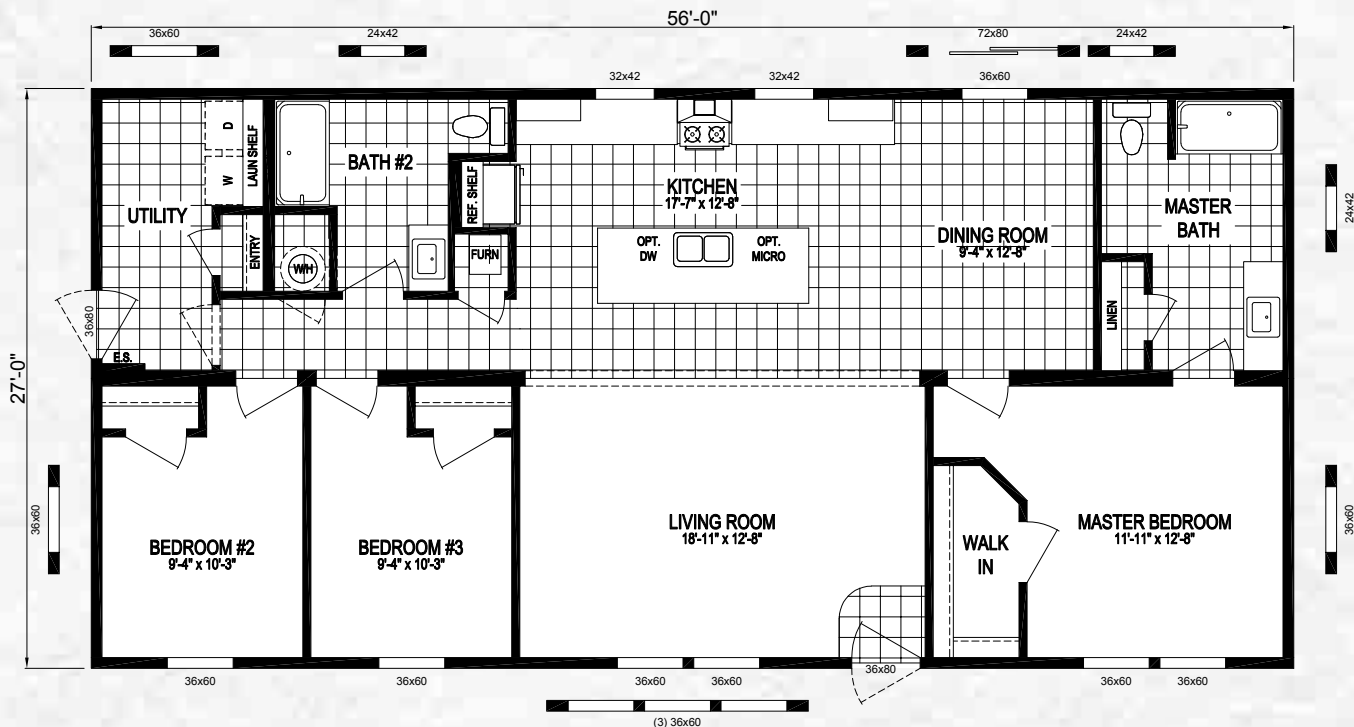 56'-0"
36x60
24x42
72x80
24x42
32x42
32x42
36x60
D
W
LAUN SHELF
BATH #2
REF. SHELF
KITCHEN
17'-7" x 12'-8"
UTILITY
ENTRY
W/H
FURN
OPT.
DW
OPT.
MICRO
DINING ROOM
9'-4" x 12'-8"
MASTER
BATH
LINEN
24x42
36x80
E.S.
27'-0"
36x60
BEDROOM #2
9'-4" x 10'-3"
BEDROOM #3
9'-4" x 10'-3"
LIVING ROOM
18'-11" x 12'-8"
WALK
IN
MASTER BEDROOM
11'-11" x 12'-8"
36x60
36x80
36x60
36x60
36x60
36x60
36x60
36x60
(3) 36x60